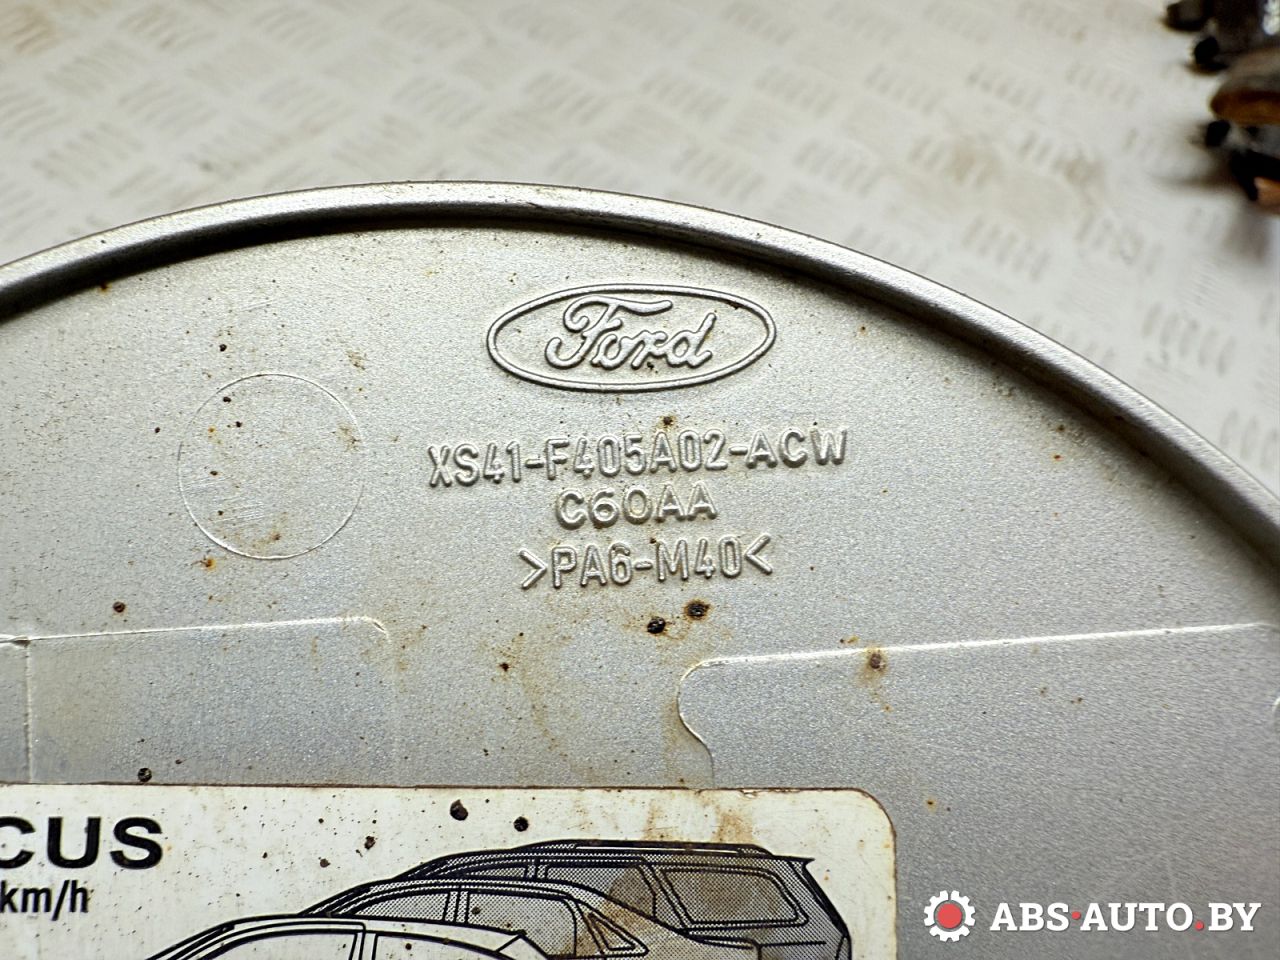 Ford
XS41-F405A02-ACW
C60AA
>PA6-M40<
CUS
km/h
ABS-AUTO.BY